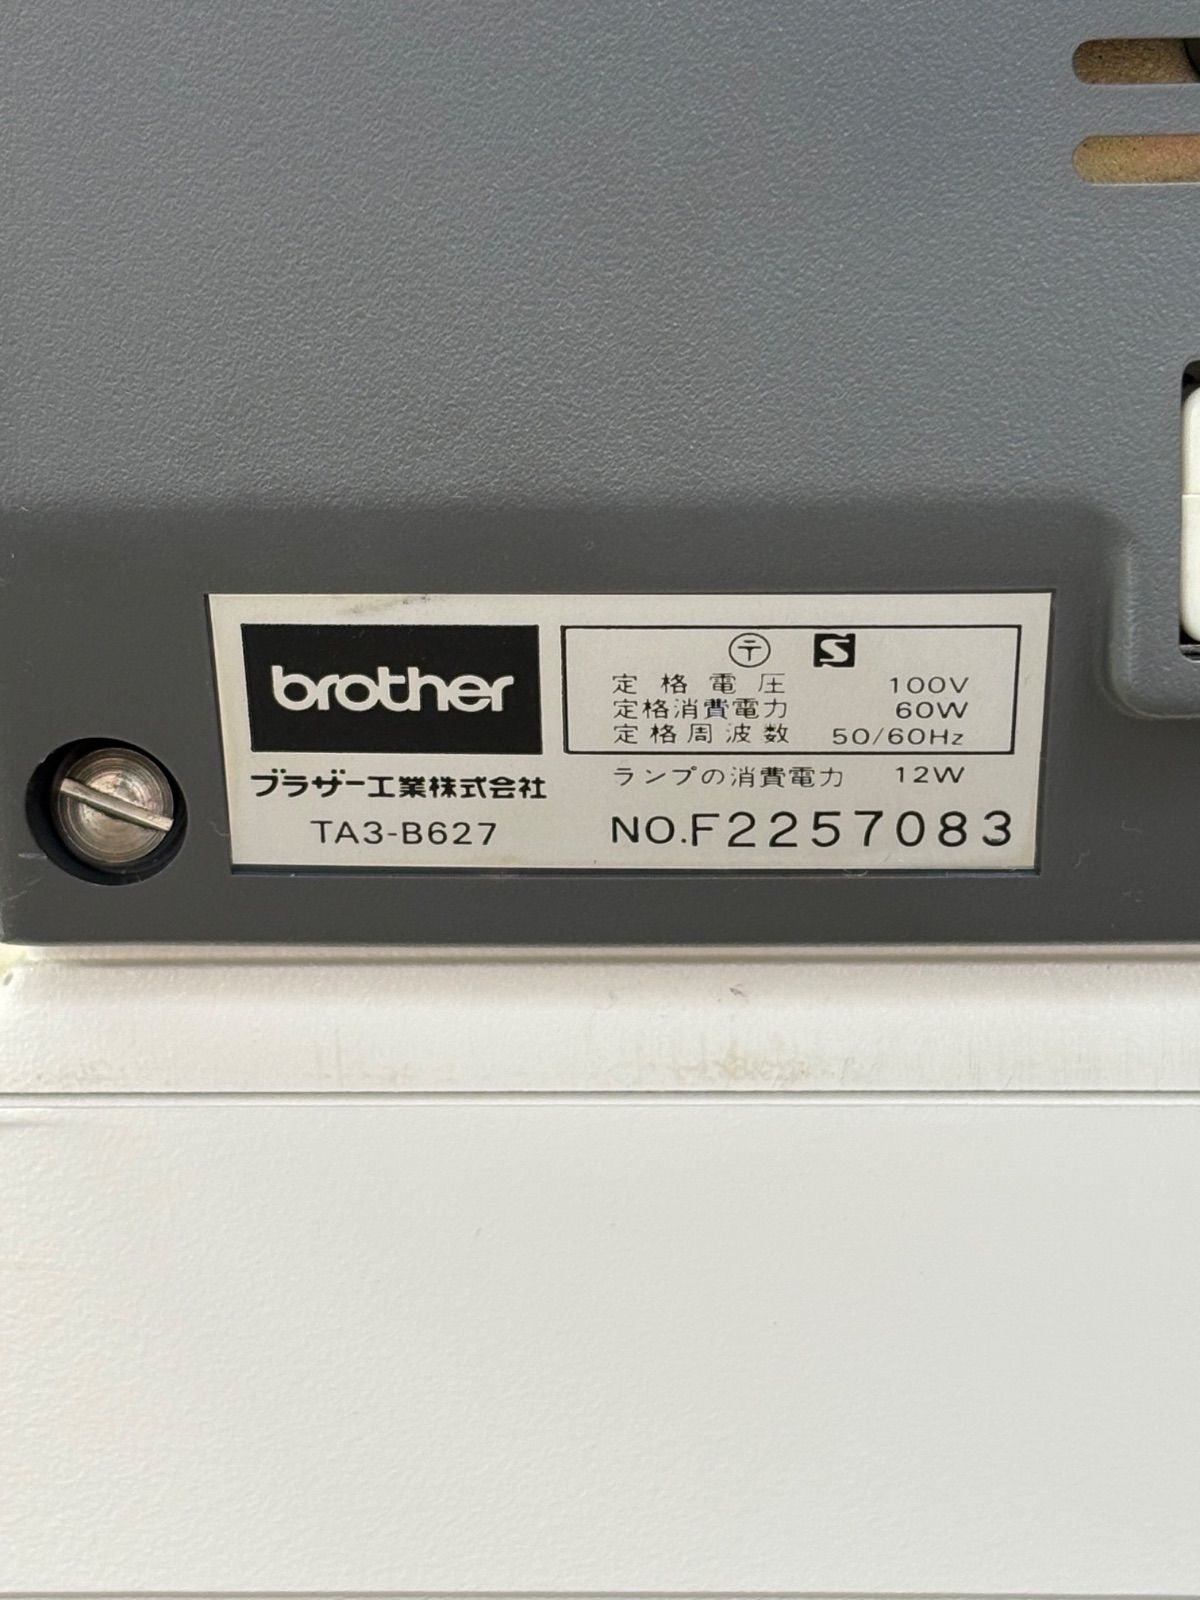 brother
ブラザー工業株式会社
TA3-B627
〒 S
定格電圧 100V
定格消費電力 60W
定格周波数 50/60Hz
ランプの消費電力 12W
NO.F2257083